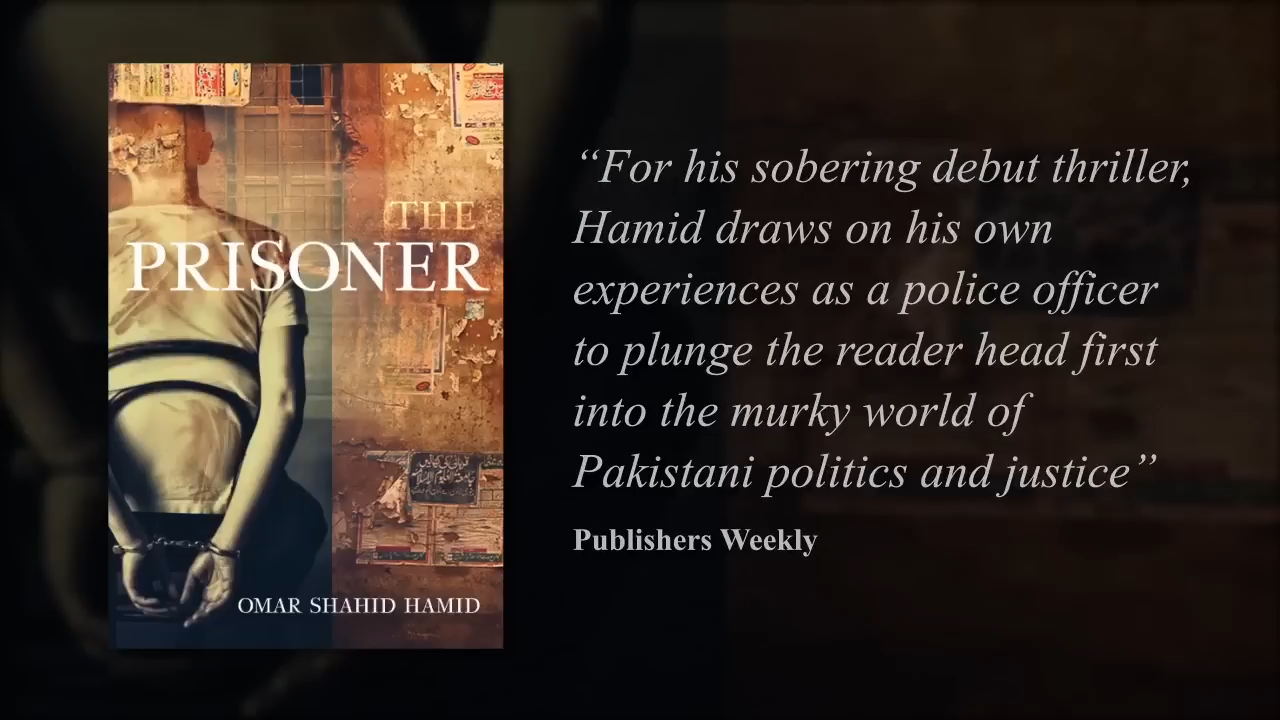 THE
PRISONER
OMAR SHAHID HAMID
“For his sobering debut thriller,
Hamid draws on his own
experiences as a police officer
to plunge the reader head first
into the murky world of
Pakistani politics and justice”
Publishers Weekly